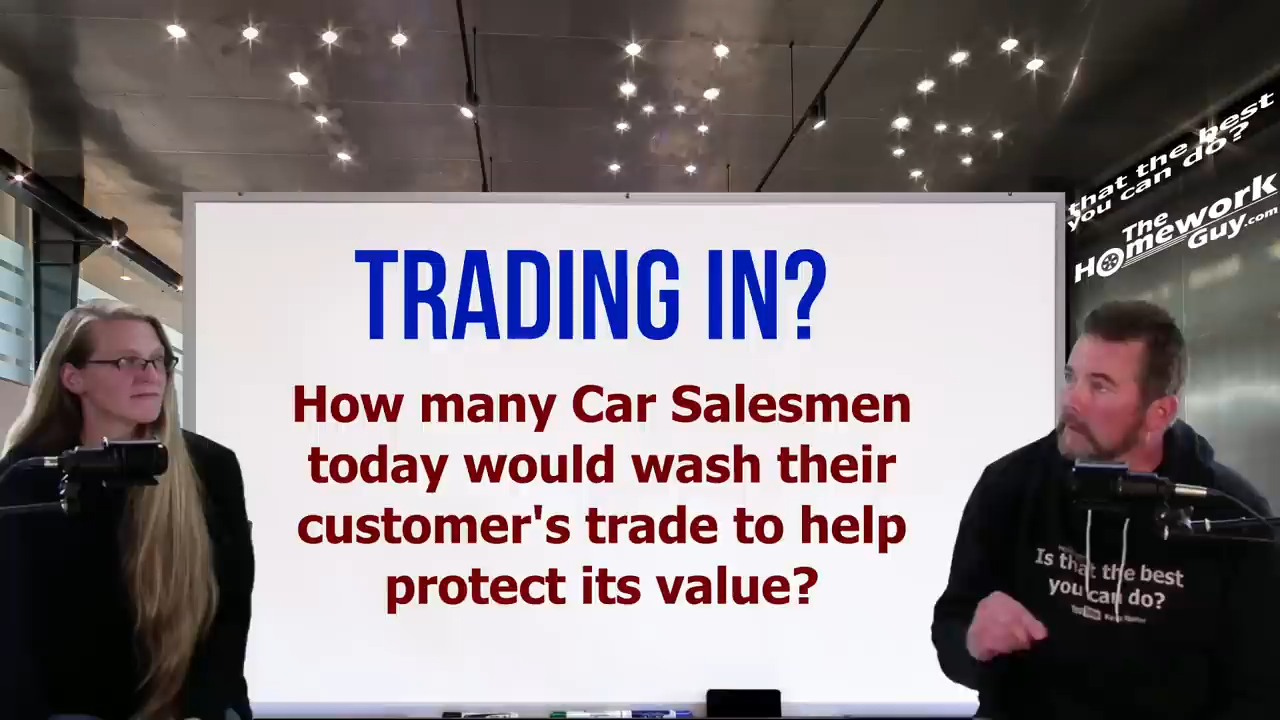 TRADING IN?
How many Car Salesmen
today would wash their
customer's trade to help
protect its value?
that the best
you can do?
The
Homework
Guy.com
Is that the best
you can do?